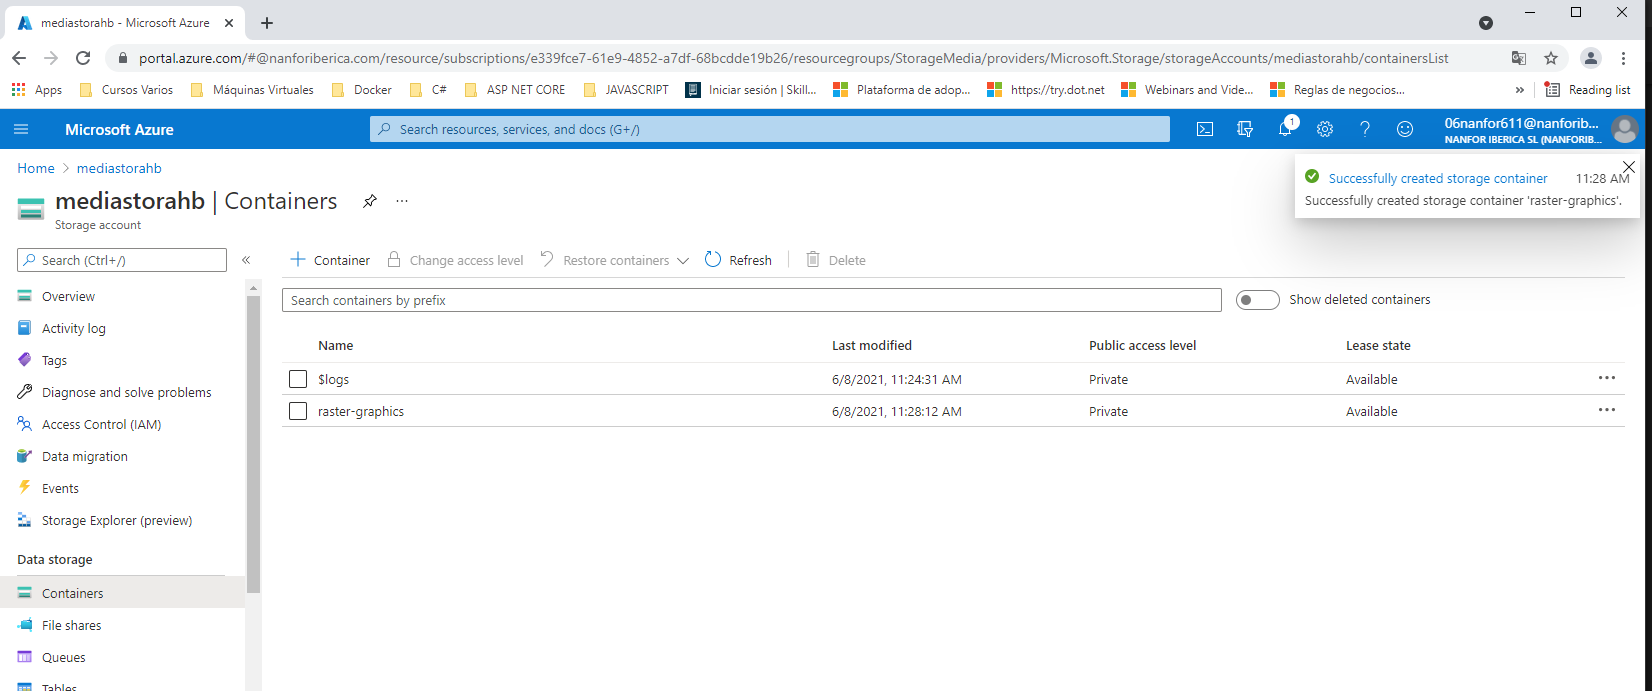 mediastorahb - Microsoft Azure
portal.azure.com/#@nanforiberica.com/resource/subscriptions/e339fce7-61e9-4852-a7df-68bcdde19b26/resourcegroups/StorageMedia/providers/Microsoft.Storage/storageAccounts/mediastorahb/containersList
Apps Cursos Varios Máquinas Virtuales Docker C# ASP NET CORE JAVASCRIPT Iniciar sesión | Skill... Plataforma de adop... https://try.dot.net Webinars and Vide... Reglas de negocios... » Reading list
Microsoft Azure
Search resources, services, and docs (G+/)
1
06nanfor611@nanforib...
NANFOR IBERICA SL (NANFORIB...
Home > mediastorahb
Successfully created storage container 11:28 AM
Successfully created storage container 'raster-graphics'.
mediastorahb | Containers ...
Storage account
Search (Ctrl+/) «
+ Container Change access level Restore containers Refresh Delete
Overview
Activity log
Tags
Diagnose and solve problems
Access Control (IAM)
Data migration
Events
Storage Explorer (preview)
Data storage
Containers
File shares
Queues
Tables
Search containers by prefix Show deleted containers
Name Last modified Public access level Lease state
$logs 6/8/2021, 11:24:31 AM Private Available ...
raster-graphics 6/8/2021, 11:28:12 AM Private Available ...